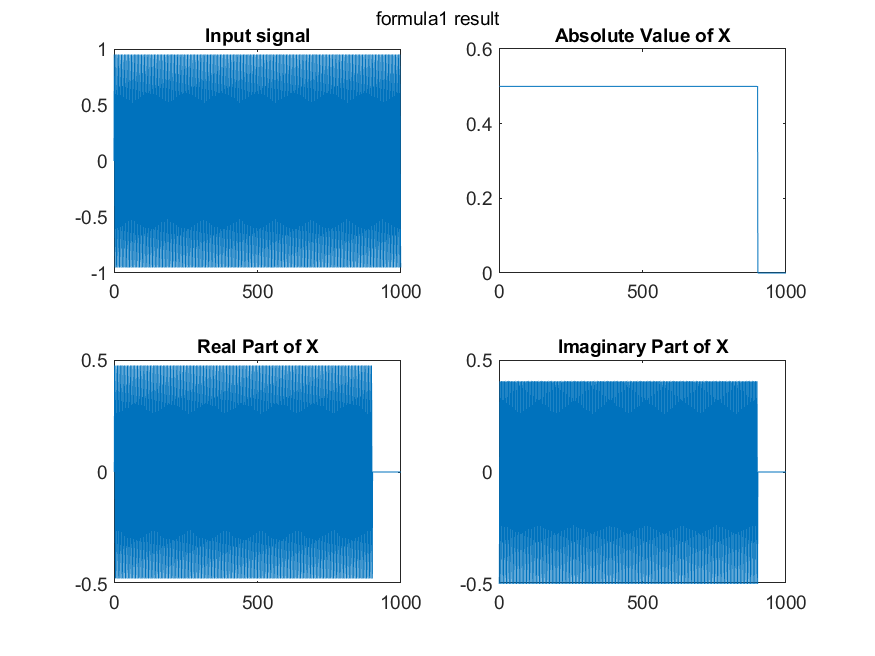 formula1 result
Input signal
1
0.5
0
-0.5
-1
0 500 1000
Absolute Value of X
0.6
0.4
0.2
0
0 500 1000
Real Part of X
0.5
0
-0.5
0 500 1000
Imaginary Part of X
0.5
0
-0.5
0 500 1000